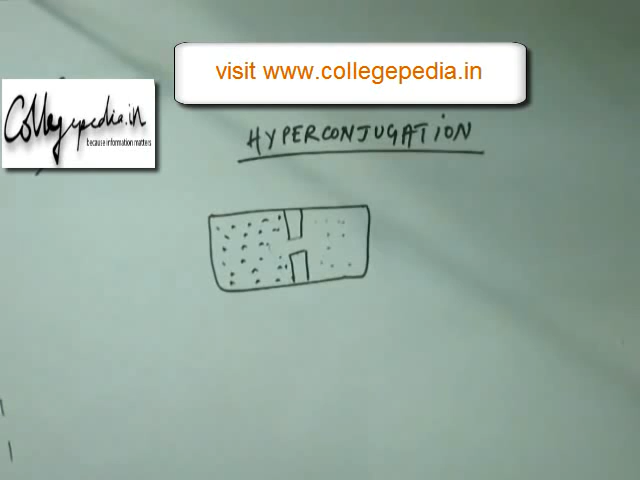 visit www.collegepedia.in
Collegepedia.in
because information matters
HYPERCONJUGATION